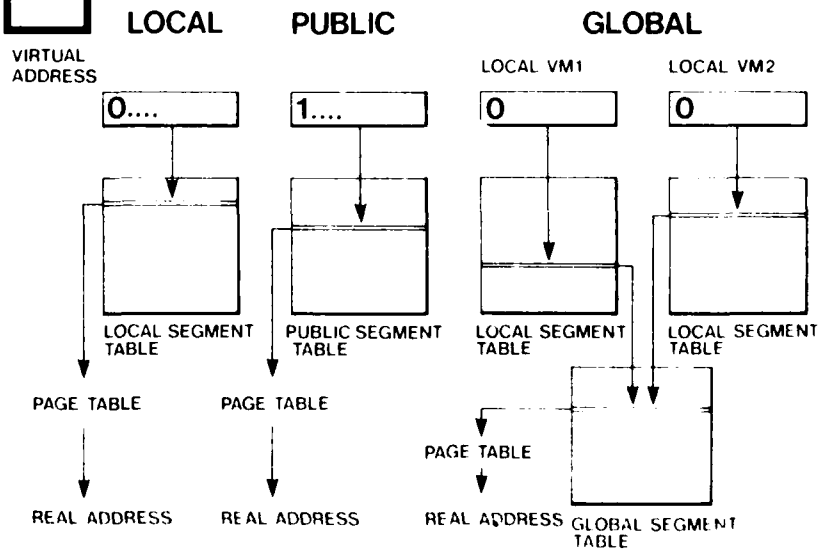 LOCAL PUBLIC GLOBAL
VIRTUAL
ADDRESS
LOCAL VM1 LOCAL VM2
0.... 1.... 0 0
LOCAL SEGMENT
TABLE
PUBLIC SEGMENT
TABLE
LOCAL SEGMENT
TABLE
LOCAL SEGMENT
TABLE
PAGE TABLE PAGE TABLE
PAGE TABLE
REAL ADDRESS REAL ADDRESS REAL ADDRESS
GLOBAL SEGMENT
TABLE